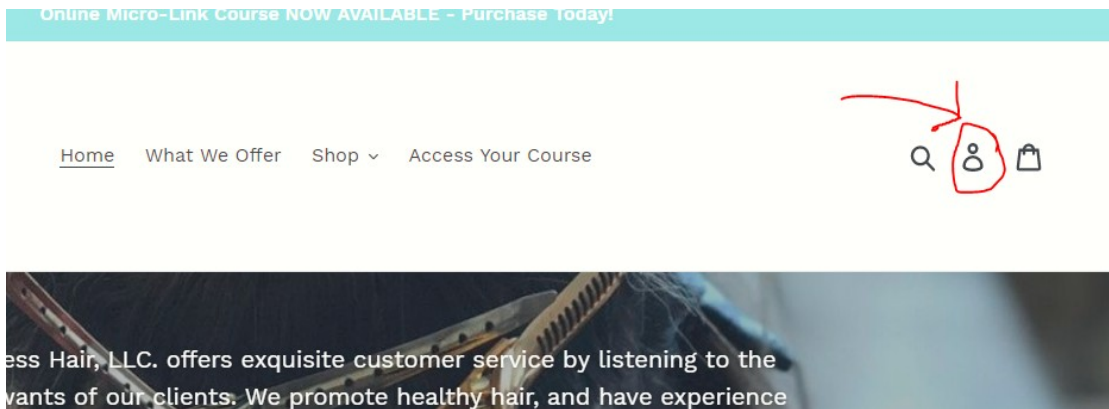 Online Micro-Link Course NOW AVAILABLE - Purchase Today!
Home What We Offer Shop Access Your Course
ess Hair, LLC. offers exquisite customer service by listening to the
wants of our clients. We promote healthy hair, and have experience